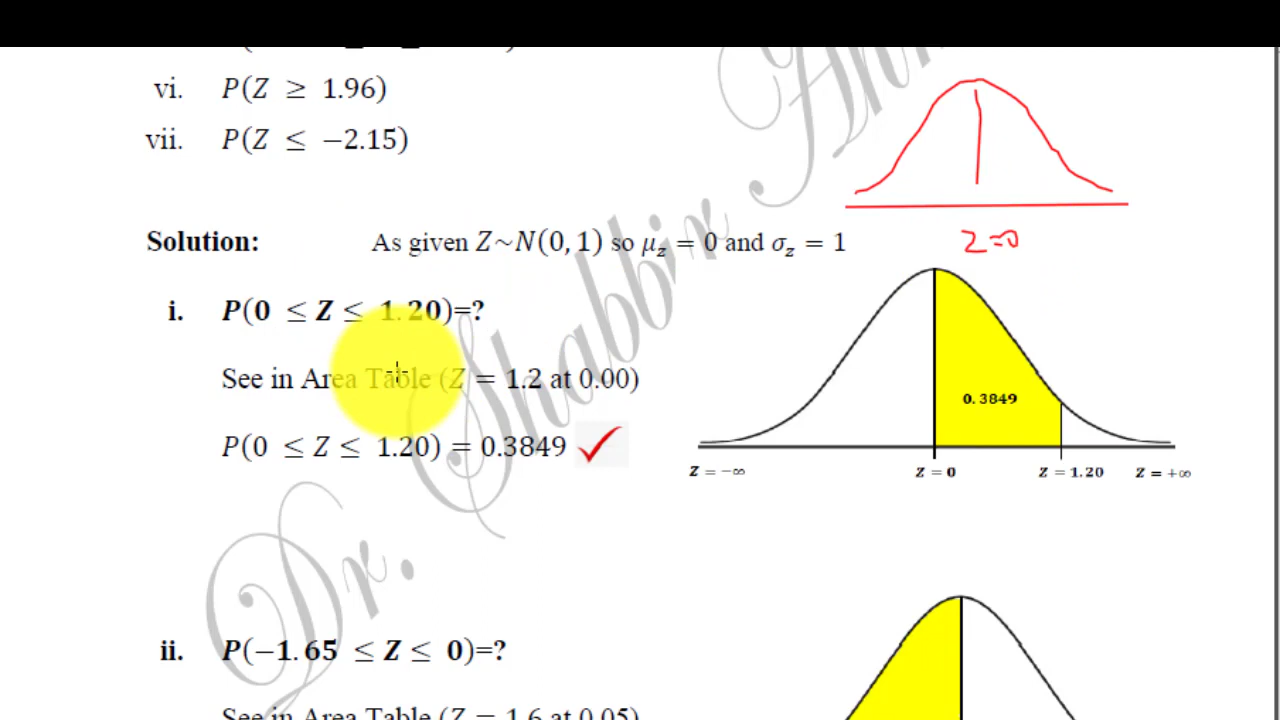 vi. P(Z ≥ 1.96)
vii. P(Z ≤ −2.15)
Z=0
Solution: As given Z~N(0, 1) so μz = 0 and σz = 1
i. P(0 ≤ Z ≤ 1.20)=?
See in Area Table (Z = 1.2 at 0.00)
0.3849
P(0 ≤ Z ≤ 1.20) = 0.3849
Z = −∞ Z = 0 Z = 1.20 Z = +∞
ii. P(−1.65 ≤ Z ≤ 0)=?
See in Area Table (Z = 1.6 at 0.05)
Dr. Shabbir